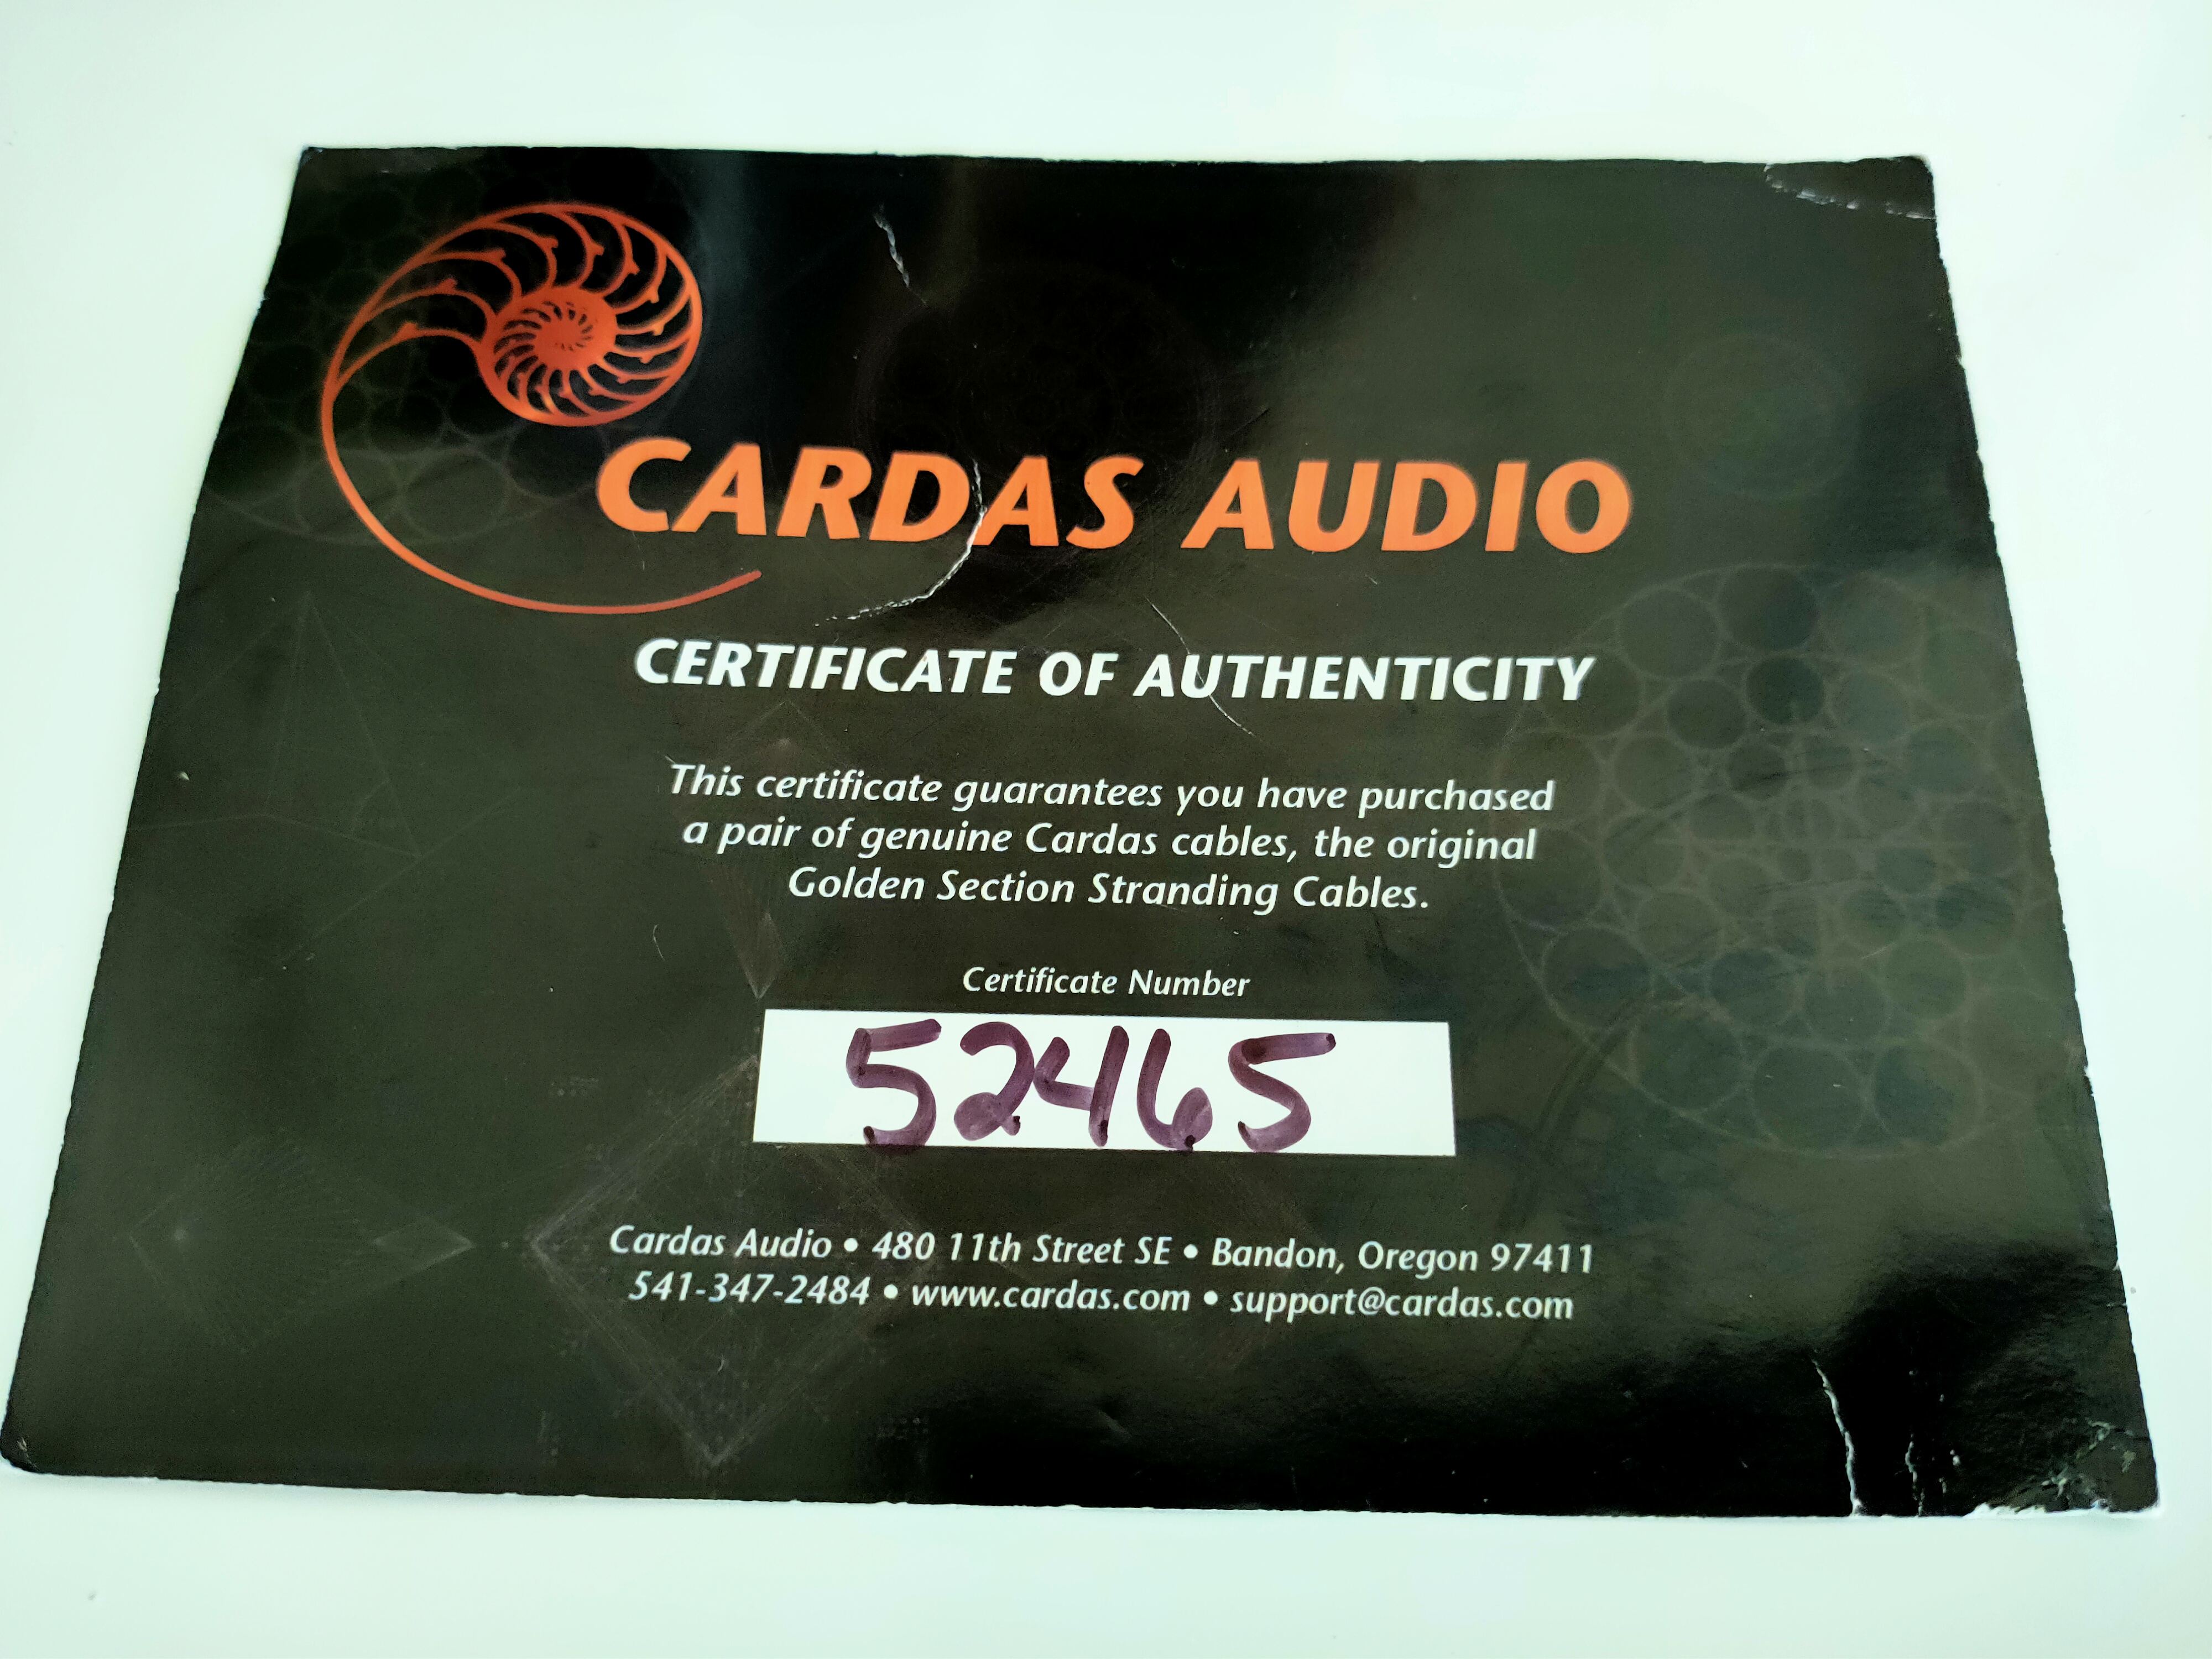 CARDAS AUDIO
CERTIFICATE OF AUTHENTICITY
This certificate guarantees you have purchased
a pair of genuine Cardas cables, the original
Golden Section Stranding Cables.
Certificate Number
52465
Cardas Audio • 480 11th Street SE • Bandon, Oregon 97411
541-347-2484 • www.cardas.com • support@cardas.com